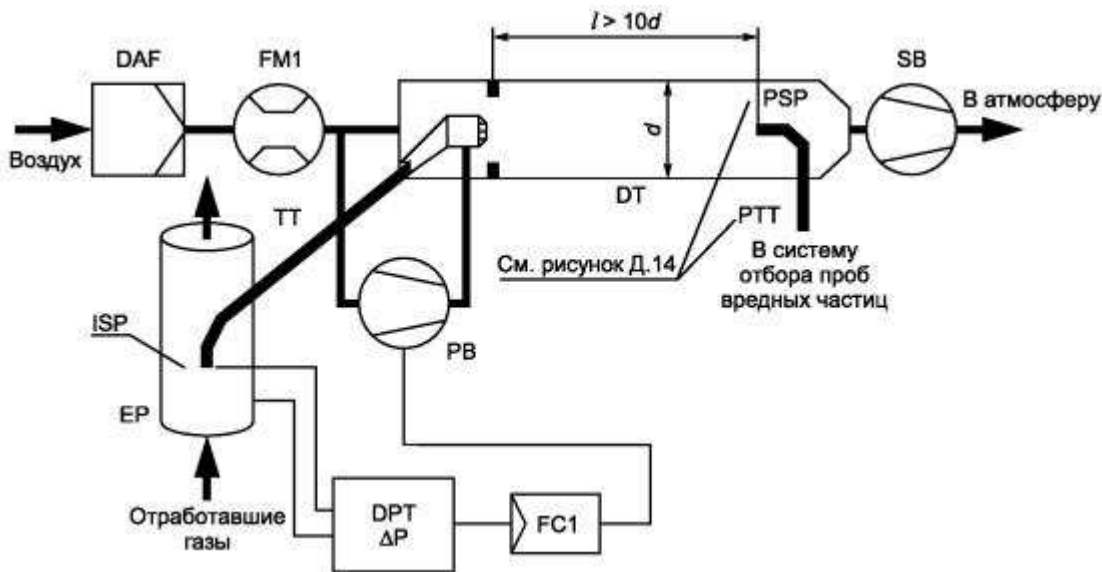 l > 10d
DAF
FM1
SB
PSP
В атмосферу
Воздух
d
DT
TT
PTT
См. рисунок Д.14
В систему
отбора проб
вредных частиц
ISP
PB
EP
Отработавшие
газы
DPT
ΔP
FC1